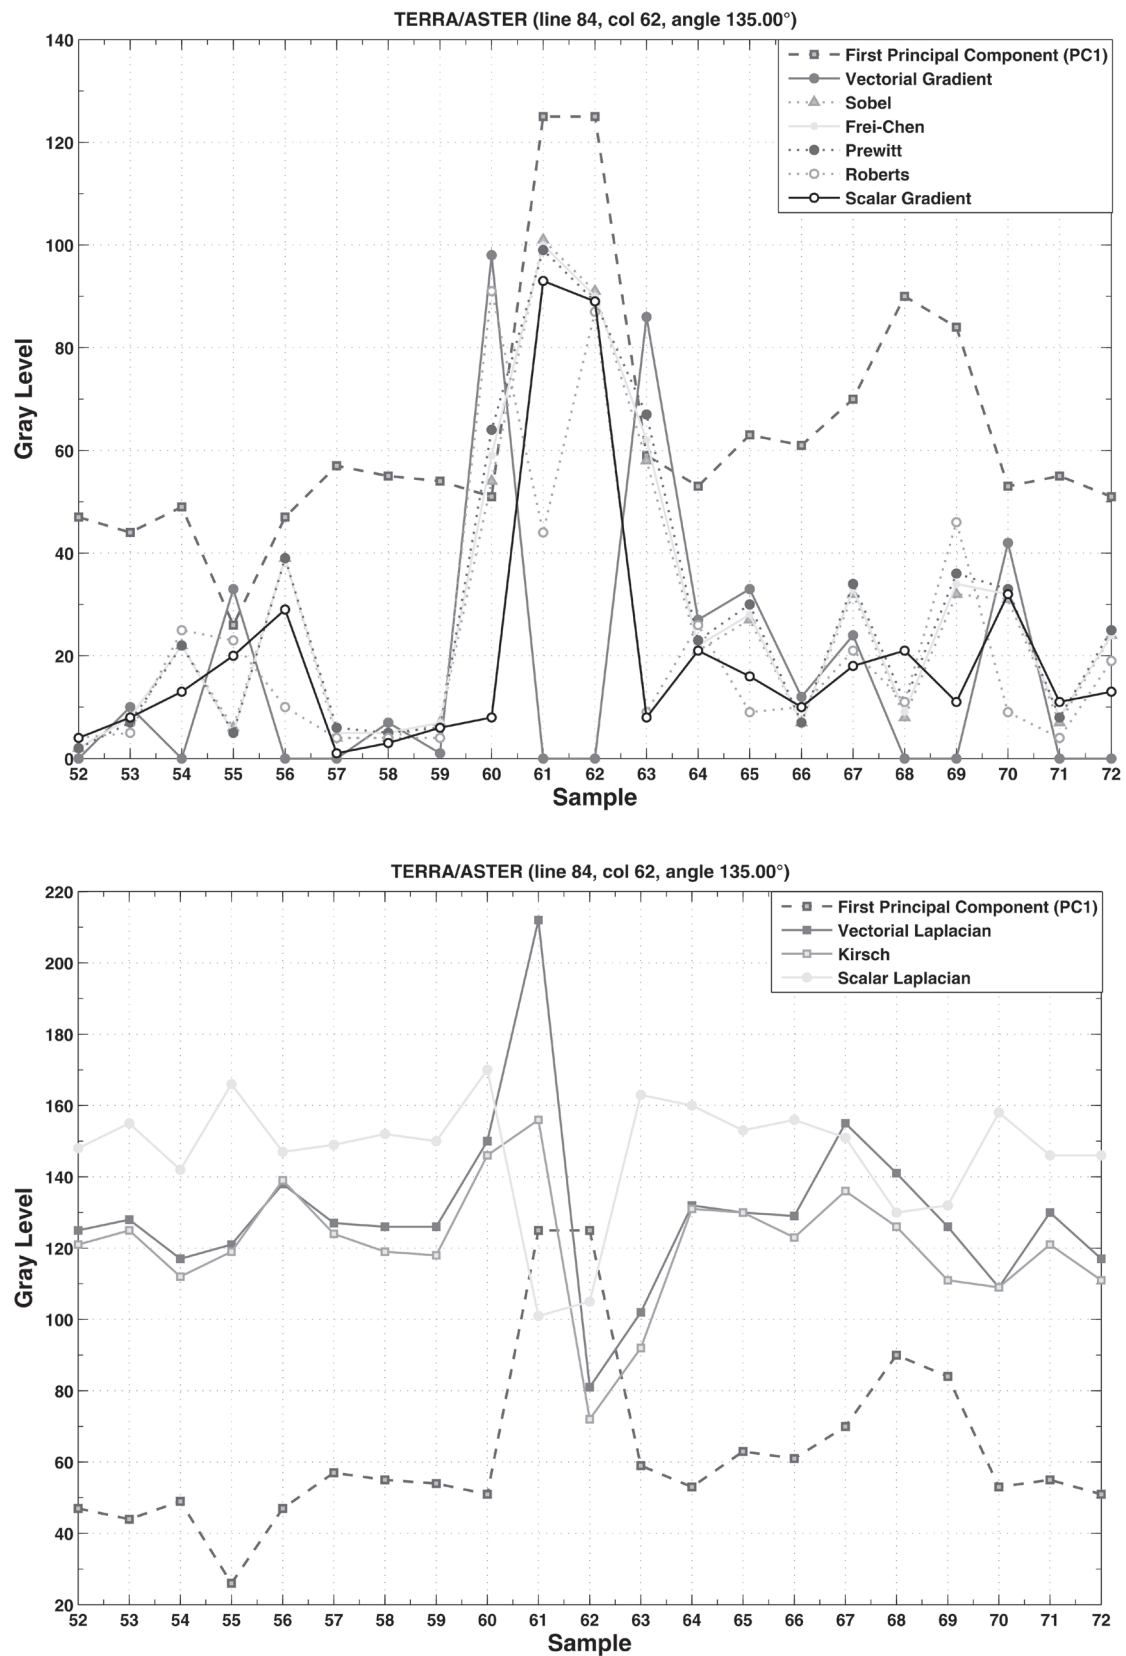 TERRA/ASTER (line 84, col 62, angle 135.00°)
140
120
100
80
60
40
20
0
Gray Level
First Principal Component (PC1)
Vectorial Gradient
Sobel
Frei-Chen
Prewitt
Roberts
Scalar Gradient
52 53 54 55 56 57 58 59 60 61 62 63 64 65 66 67 68 69 70 71 72
Sample
TERRA/ASTER (line 84, col 62, angle 135.00°)
220
200
180
160
140
120
100
80
60
40
20
Gray Level
First Principal Component (PC1)
Vectorial Laplacian
Kirsch
Scalar Laplacian
52 53 54 55 56 57 58 59 60 61 62 63 64 65 66 67 68 69 70 71 72
Sample